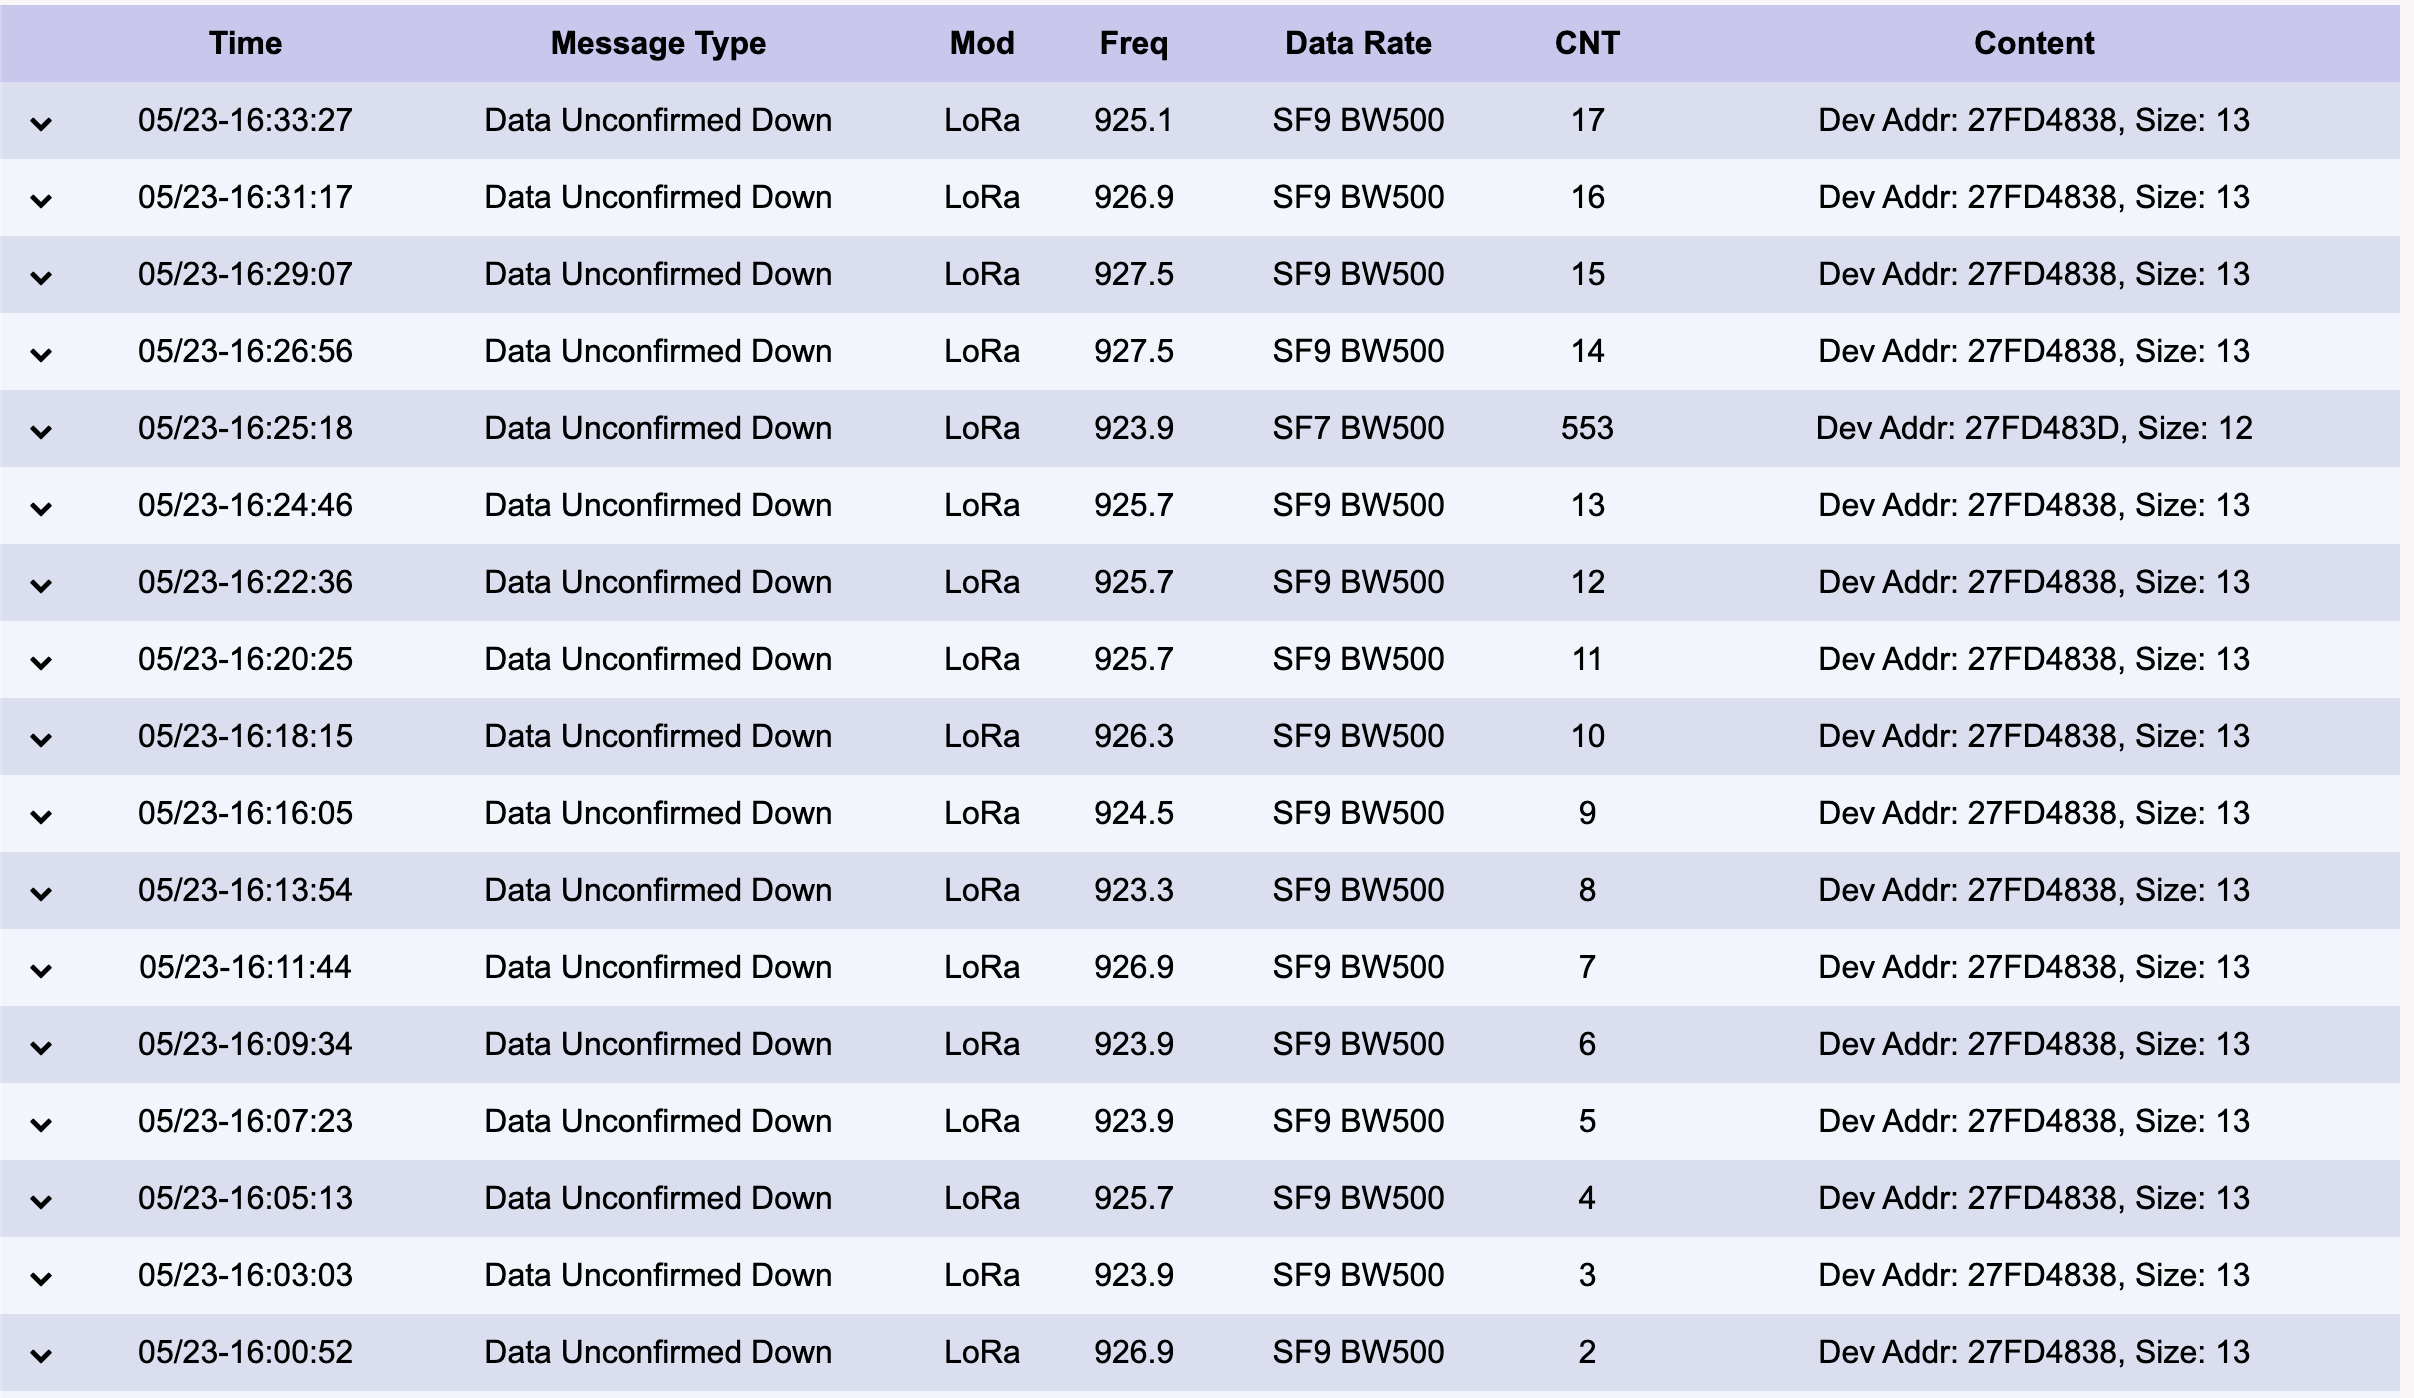 Time Message Type Mod Freq Data Rate CNT Content
05/23-16:33:27 Data Unconfirmed Down LoRa 925.1 SF9 BW500 17 Dev Addr: 27FD4838, Size: 13
05/23-16:31:17 Data Unconfirmed Down LoRa 926.9 SF9 BW500 16 Dev Addr: 27FD4838, Size: 13
05/23-16:29:07 Data Unconfirmed Down LoRa 927.5 SF9 BW500 15 Dev Addr: 27FD4838, Size: 13
05/23-16:26:56 Data Unconfirmed Down LoRa 927.5 SF9 BW500 14 Dev Addr: 27FD4838, Size: 13
05/23-16:25:18 Data Unconfirmed Down LoRa 923.9 SF7 BW500 553 Dev Addr: 27FD483D, Size: 12
05/23-16:24:46 Data Unconfirmed Down LoRa 925.7 SF9 BW500 13 Dev Addr: 27FD4838, Size: 13
05/23-16:22:36 Data Unconfirmed Down LoRa 925.7 SF9 BW500 12 Dev Addr: 27FD4838, Size: 13
05/23-16:20:25 Data Unconfirmed Down LoRa 925.7 SF9 BW500 11 Dev Addr: 27FD4838, Size: 13
05/23-16:18:15 Data Unconfirmed Down LoRa 926.3 SF9 BW500 10 Dev Addr: 27FD4838, Size: 13
05/23-16:16:05 Data Unconfirmed Down LoRa 924.5 SF9 BW500 9 Dev Addr: 27FD4838, Size: 13
05/23-16:13:54 Data Unconfirmed Down LoRa 923.3 SF9 BW500 8 Dev Addr: 27FD4838, Size: 13
05/23-16:11:44 Data Unconfirmed Down LoRa 926.9 SF9 BW500 7 Dev Addr: 27FD4838, Size: 13
05/23-16:09:34 Data Unconfirmed Down LoRa 923.9 SF9 BW500 6 Dev Addr: 27FD4838, Size: 13
05/23-16:07:23 Data Unconfirmed Down LoRa 923.9 SF9 BW500 5 Dev Addr: 27FD4838, Size: 13
05/23-16:05:13 Data Unconfirmed Down LoRa 925.7 SF9 BW500 4 Dev Addr: 27FD4838, Size: 13
05/23-16:03:03 Data Unconfirmed Down LoRa 923.9 SF9 BW500 3 Dev Addr: 27FD4838, Size: 13
05/23-16:00:52 Data Unconfirmed Down LoRa 926.9 SF9 BW500 2 Dev Addr: 27FD4838, Size: 13